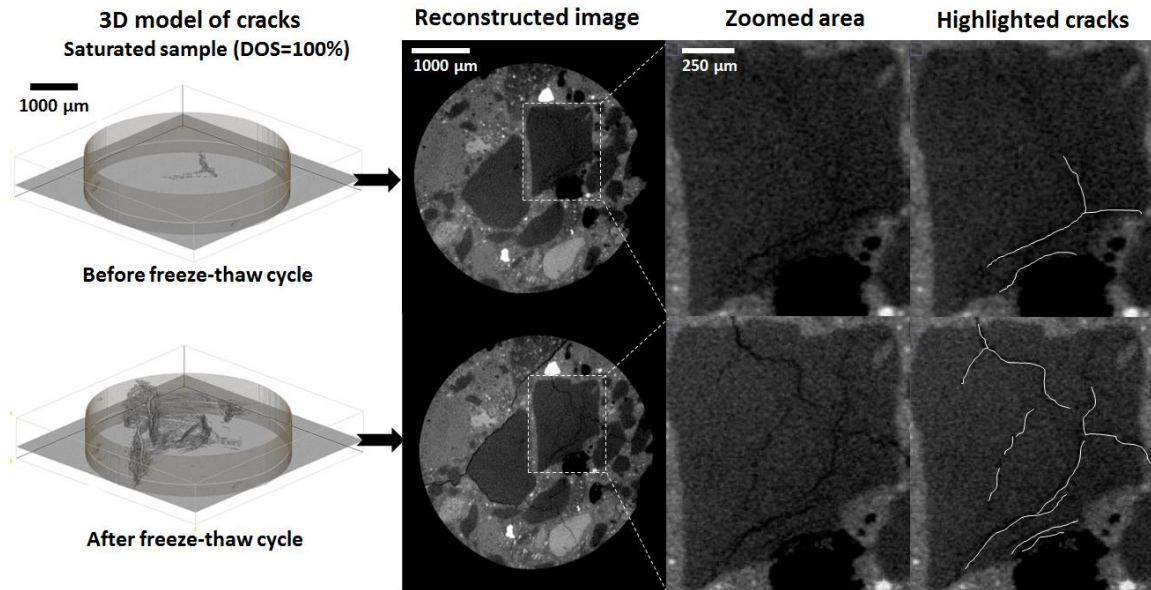 3D model of cracks
Saturated sample (DOS=100%)
1000 µm
Before freeze-thaw cycle
After freeze-thaw cycle
Reconstructed image
1000 µm
Zoomed area
250 µm
Highlighted cracks